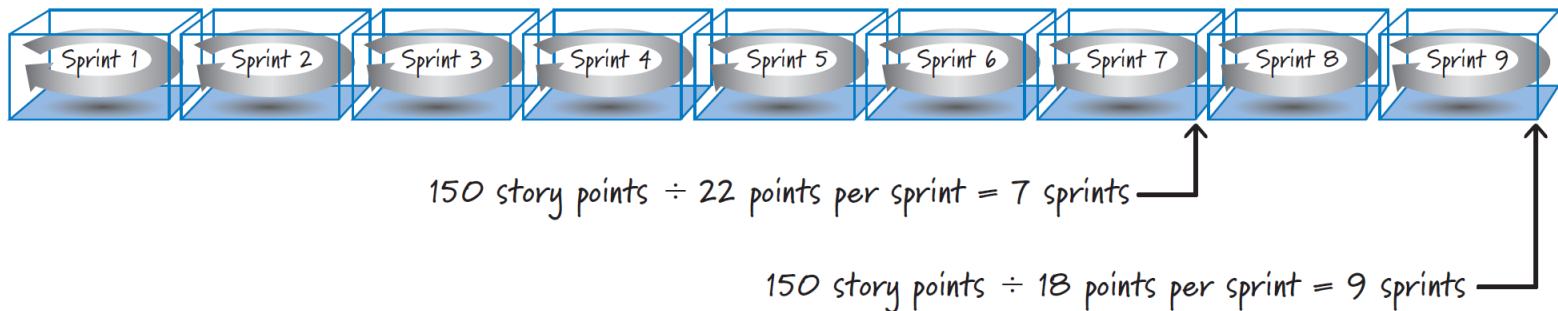 Sprint 1 Sprint 2 Sprint 3 Sprint 4 Sprint 5 Sprint 6 Sprint 7 Sprint 8 Sprint 9
150 story points ÷ 22 points per sprint = 7 sprints
150 story points ÷ 18 points per sprint = 9 sprints